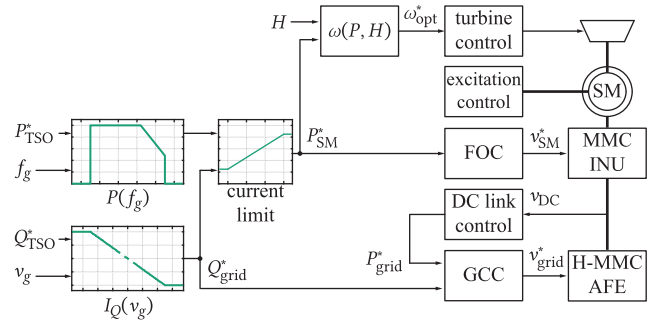 H
ω(P, H)
ω*opt
turbine
control
excitation
control
SM
P*TSO
fg
P(fg)
current
limit
P*SM
FOC
v*SM
MMC
INU
DC link
control
vDC
Q*TSO
vg
IQ(vg)
Q*grid
P*grid
GCC
v*grid
H-MMC
AFE